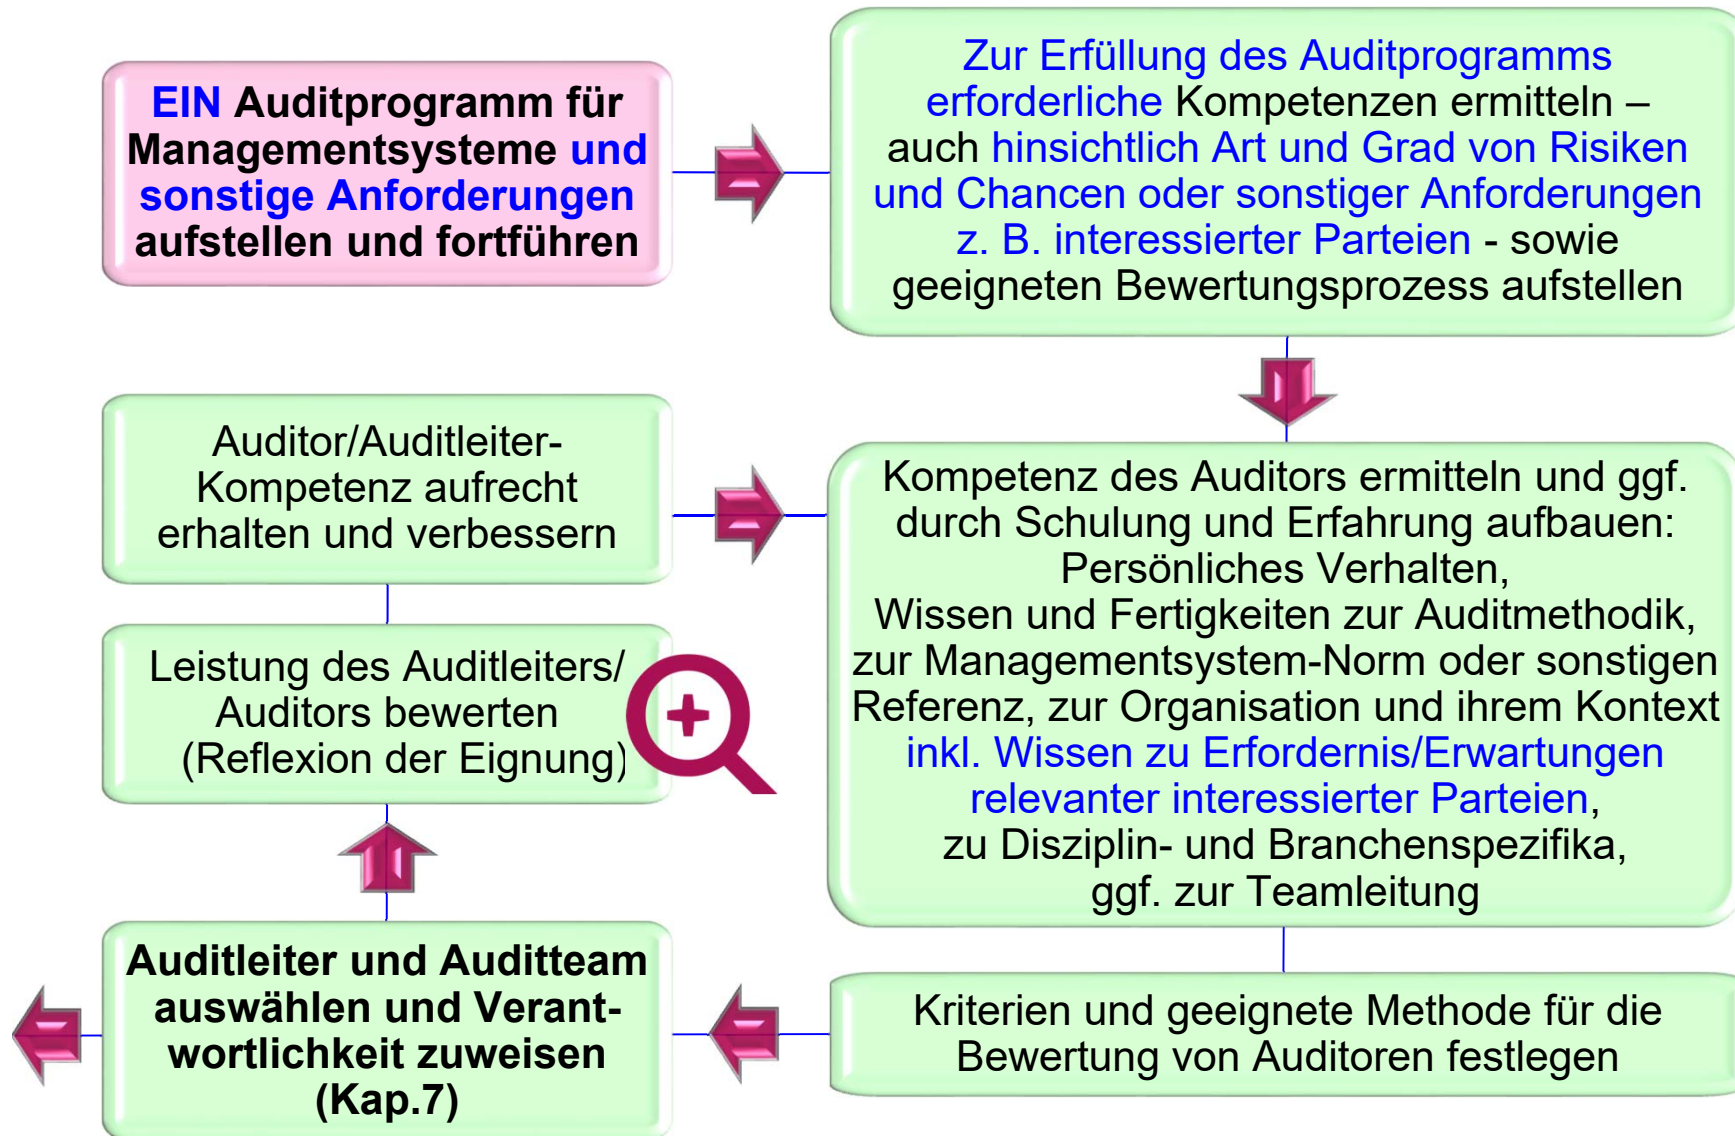 EIN Auditprogramm für
Managementsysteme und
sonstige Anforderungen
aufstellen und fortführen
Zur Erfüllung des Auditprogramms
erforderliche Kompetenzen ermitteln –
auch hinsichtlich Art und Grad von Risiken
und Chancen oder sonstiger Anforderungen
z. B. interessierter Parteien - sowie
geeigneten Bewertungsprozess aufstellen
Auditor/Auditleiter-
Kompetenz aufrecht
erhalten und verbessern
Kompetenz des Auditors ermitteln und ggf.
durch Schulung und Erfahrung aufbauen:
Persönliches Verhalten,
Wissen und Fertigkeiten zur Auditmethodik,
zur Managementsystem-Norm oder sonstigen
Referenz, zur Organisation und ihrem Kontext
inkl. Wissen zu Erfordernis/Erwartungen
relevanter interessierter Parteien,
zu Disziplin- und Branchenspezifika,
ggf. zur Teamleitung
Leistung des Auditleiters/
Auditors bewerten
(Reflexion der Eignung)
Auditleiter und Auditteam
auswählen und Verant-
wortlichkeit zuweisen
(Kap.7)
Kriterien und geeignete Methode für die
Bewertung von Auditoren festlegen